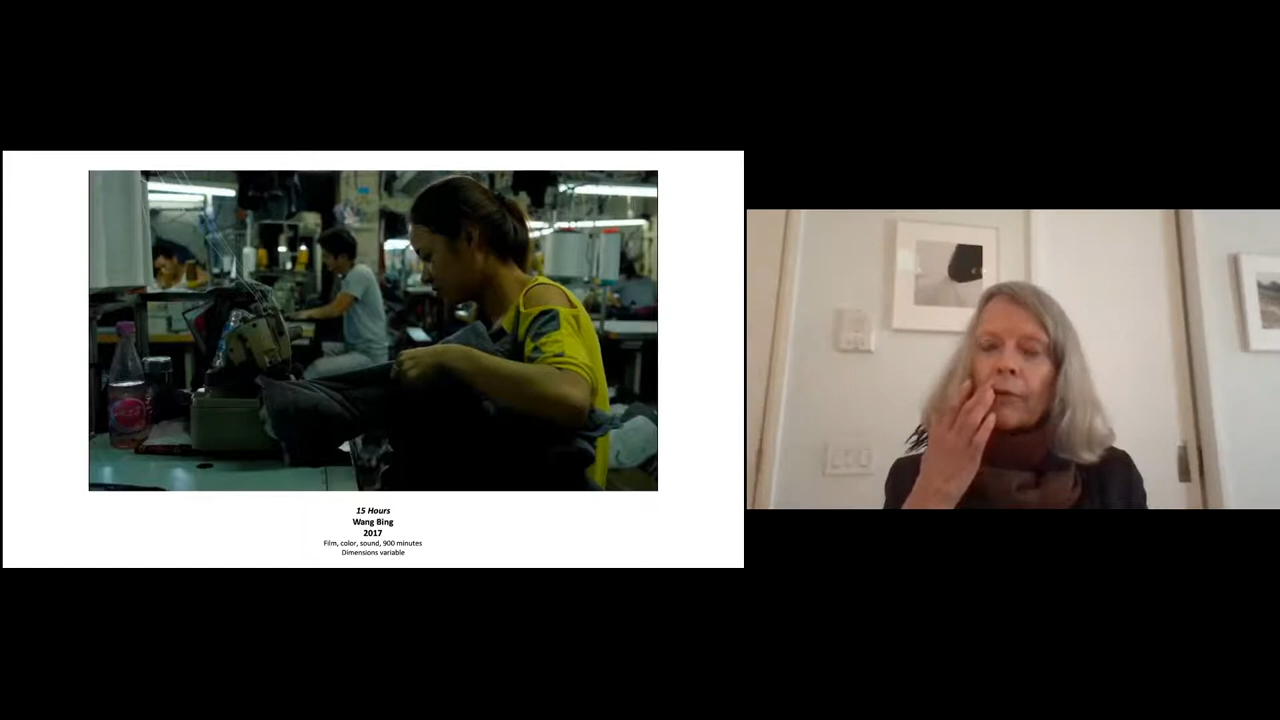 15 Hours
Wang Bing
2017
Film, color, sound, 900 minutes
Dimensions variable